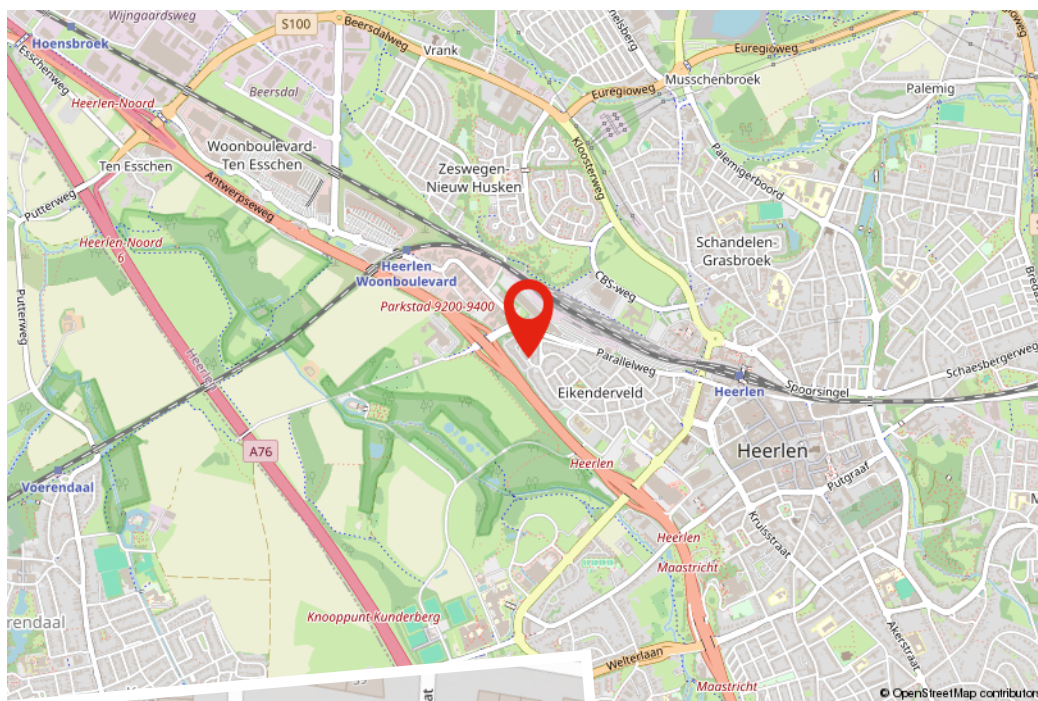 Wijngaardsweg
S100
Beersdalweg
Hoensbroek
Vrank
Euregioweg
Musschenbroek
Esschenweg
Beersdal
Euregioweg
Palemig
Heerlen-Noord
Woonboulevard-
Ten Esschen
Kloosterweg
Ten Esschen
Zeswegen-
Nieuw Husken
Palemigerboord
Antwerpseweg
Putterweg
Heerlen-Noord
6
Schandelen-
Grasbroek
Heerlen
Woonboulevard
CBS-weg
Putterweg
Parkstad 9200-9400
Heerlen
Parallelweg
Schaesbergerweg
Eikenderveld
Heerlen
Spoorsingel
A76
Heerlen
Heerlen
Putgraaf
Voerendaal
Kruisstraat
Heerlen
Maastricht
Knooppunt Kunderberg
Akerstraat
Welterlaan
Maastricht
© OpenStreetMap contributors